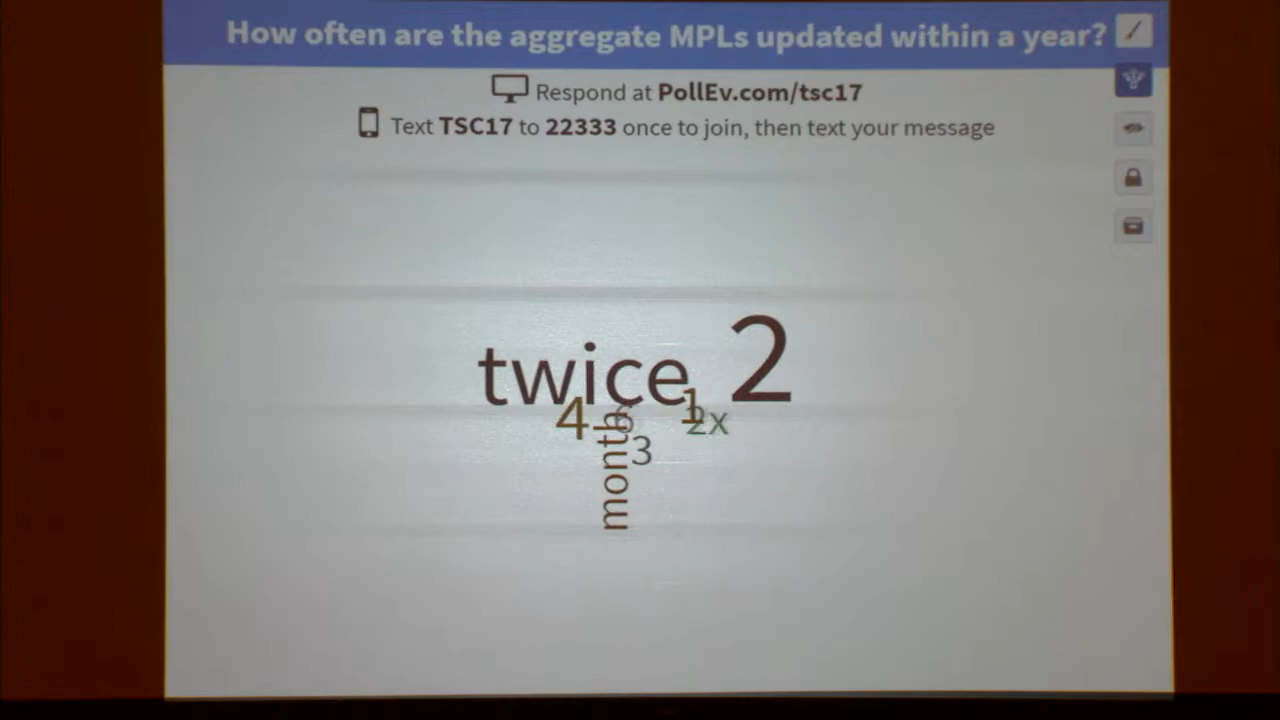 How often are the aggregate MPLs updated within a year?
Respond at PollEv.com/tsc17
Text TSC17 to 22333 once to join, then text your message
twice 2
4 6 1 2x
month 3